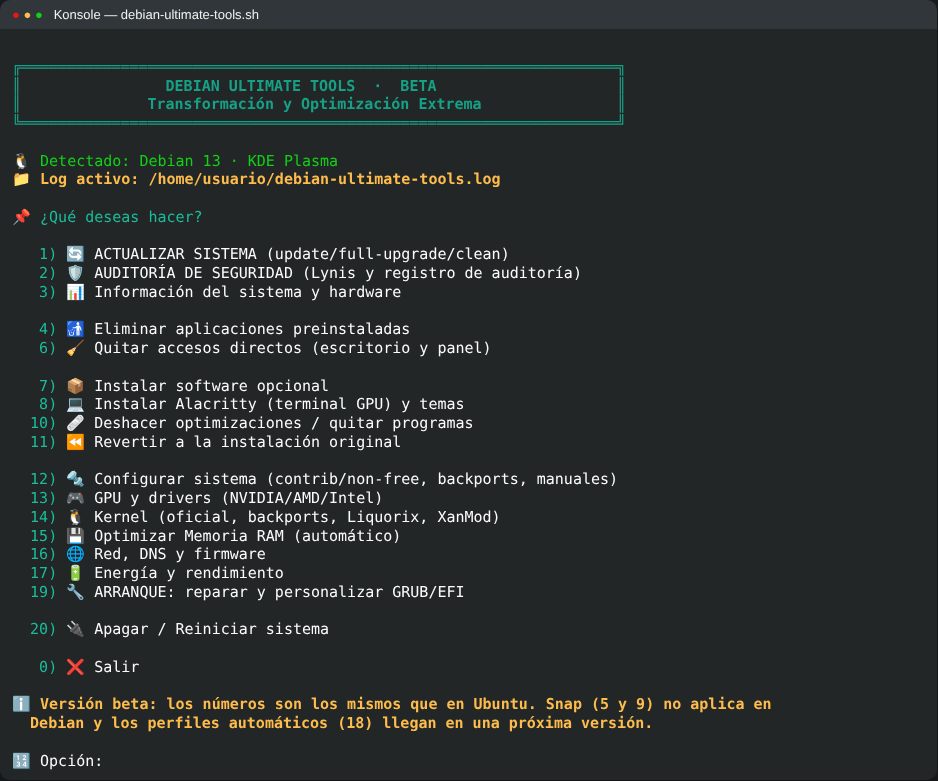 Konsole — debian-ultimate-tools.sh
DEBIAN ULTIMATE TOOLS · BETA
Transformación y Optimización Extrema
🐧 Detectado: Debian 13 · KDE Plasma
📁 Log activo: /home/usuario/debian-ultimate-tools.log
📌 ¿Qué deseas hacer?
1) 🔄 ACTUALIZAR SISTEMA (update/full-upgrade/clean)
2) 🛡️ AUDITORÍA DE SEGURIDAD (Lynis y registro de auditoría)
3) 📊 Información del sistema y hardware
4) 🚮 Eliminar aplicaciones preinstaladas
6) 🧹 Quitar accesos directos (escritorio y panel)
7) 📦 Instalar software opcional
8) 💻 Instalar Alacritty (terminal GPU) y temas
10) 🩹 Deshacer optimizaciones / quitar programas
11) ⏪ Revertir a la instalación original
12) 🔩 Configurar sistema (contrib/non-free, backports, manuales)
13) 🎮 GPU y drivers (NVIDIA/AMD/Intel)
14) 🐧 Kernel (oficial, backports, Liquorix, XanMod)
15) 💾 Optimizar Memoria RAM (automático)
16) 🌐 Red, DNS y firmware
17) 🔋 Energía y rendimiento
19) 🔧 ARRANQUE: reparar y personalizar GRUB/EFI
20) 🔌 Apagar / Reiniciar sistema
0) ❌ Salir
ℹ️ Versión beta: los números son los mismos que en Ubuntu. Snap (5 y 9) no aplica en
Debian y los perfiles automáticos (18) llegan en una próxima versión.
🔢 Opción: